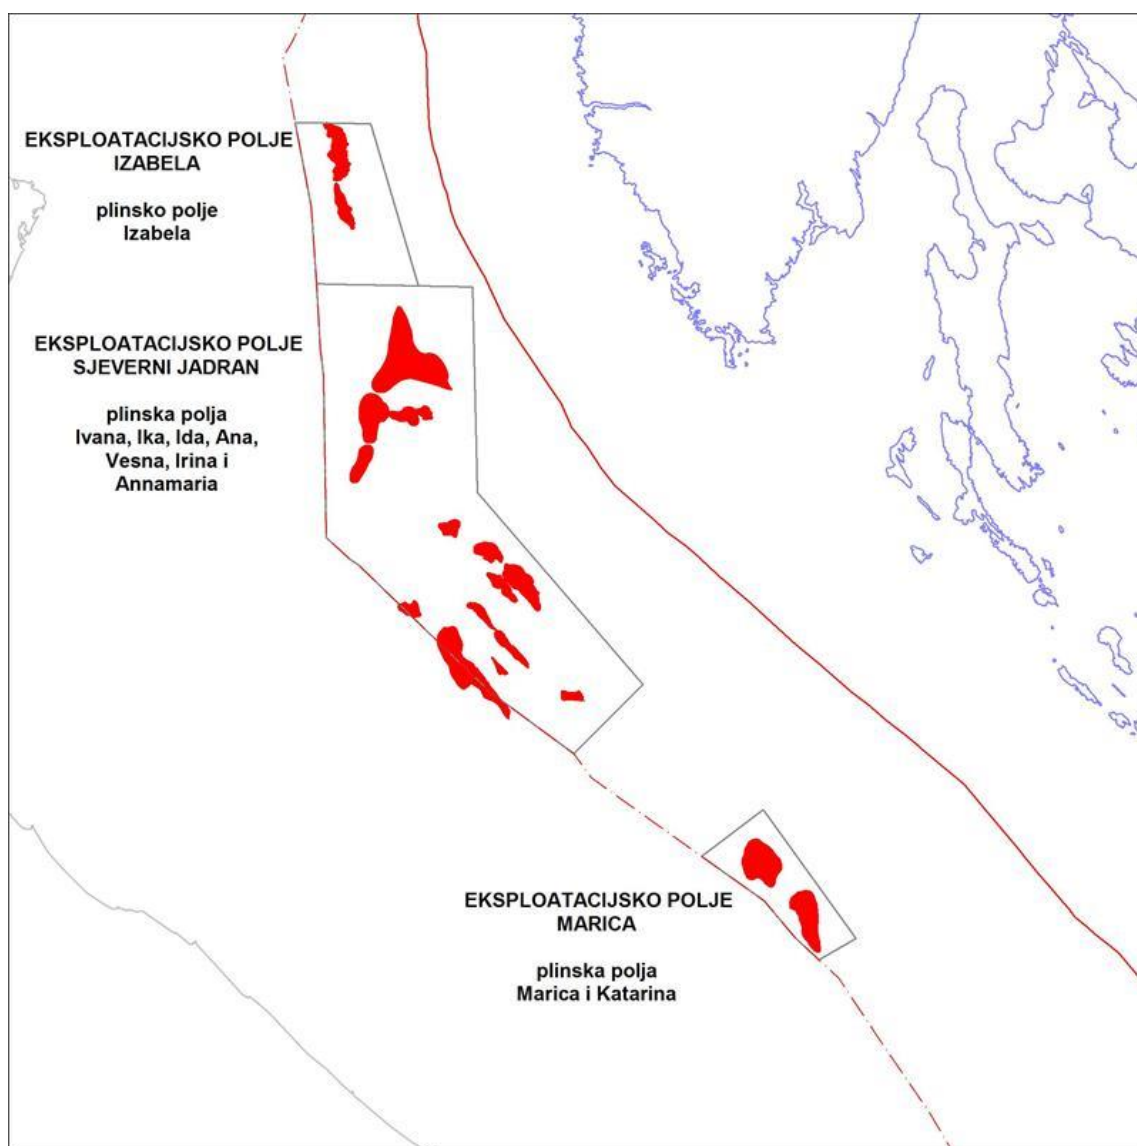 EKSPLOATACIJSKO POLJE
IZABELA
plinsko polje
Izabela
EKSPLOATACIJSKO POLJE
SJEVERNI JADRAN
plinska polja
Ivana, Ika, Ida, Ana,
Vesna, Irina i
Annamaria
EKSPLOATACIJSKO POLJE
MARICA
plinska polja
Marica i Katarina